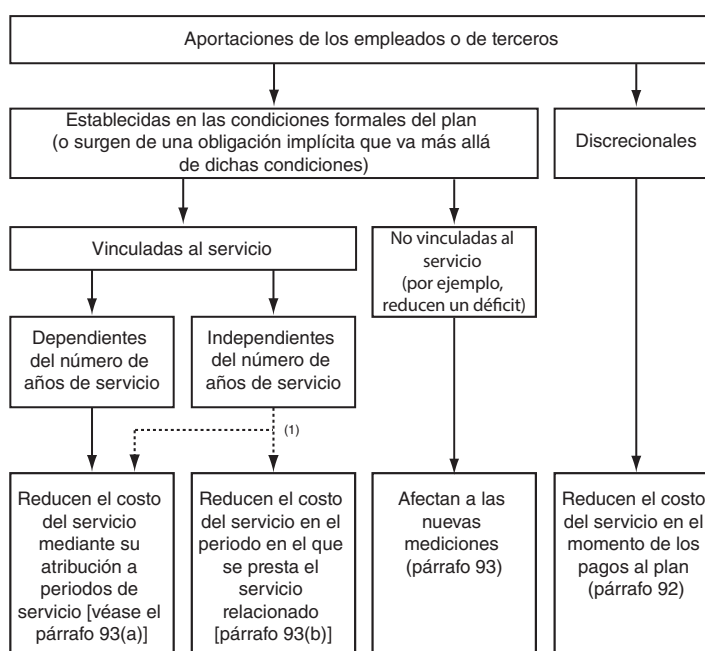 Aportaciones de los empleados o de terceros
Establecidas en las condiciones formales del plan
(o surgen de una obligación implícita que va más allá
de dichas condiciones)
Discrecionales
Vinculadas al servicio
No vinculadas al
servicio
(por ejemplo,
reducen un déficit)
Dependientes
del número de
años de servicio
Independientes
del número de
años de servicio
(1)
Reducen el costo
del servicio
mediante su
atribución a
periodos de
servicio [véase el
párrafo 93(a)]
Reducen el costo
del servicio en el
periodo en el que
se presta el
servicio
relacionado
[párrafo 93(b)]
Afectan a las
nuevas
mediciones
(párrafo 93)
Reducen el costo
del servicio en el
momento de los
pagos al plan
(párrafo 92)